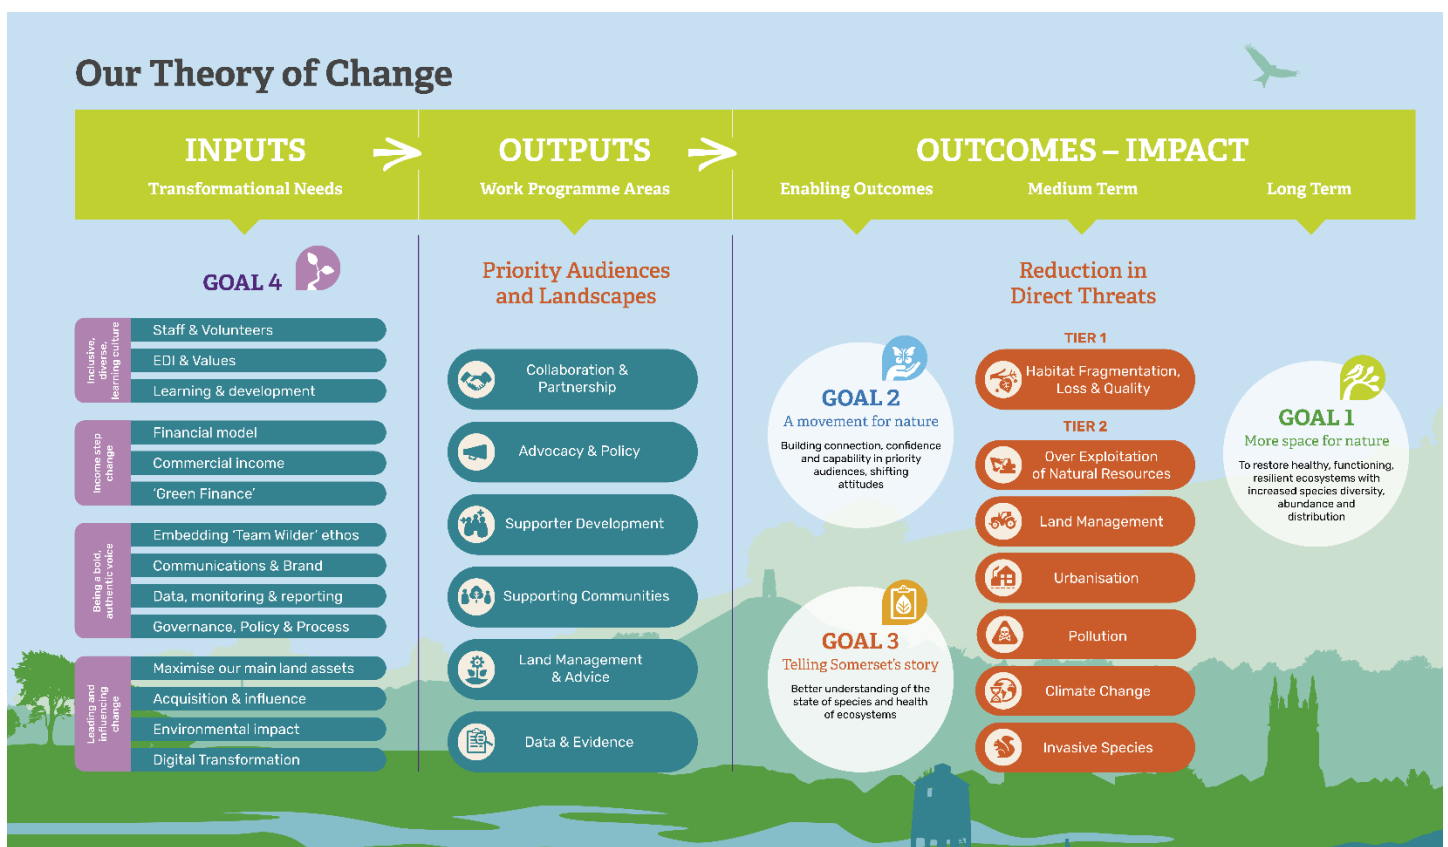 Our Theory of Change
INPUTS
Transformational Needs
OUTPUTS
Work Programme Areas
OUTCOMES – IMPACT
Enabling Outcomes
Medium Term
Long Term
GOAL 4
Inclusive,
diverse,
learning culture
Staff & Volunteers
EDI & Values
Learning & development
Income step
change
Financial model
Commercial income
‘Green Finance’
Being a bold,
authentic voice
Embedding ‘Team Wilder’ ethos
Communications & Brand
Data, monitoring & reporting
Governance, Policy & Process
Leading and
influencing
change
Maximise our main land assets
Acquisition & influence
Environmental impact
Digital Transformation
Priority Audiences
and Landscapes
Collaboration &
Partnership
Advocacy & Policy
Supporter Development
Supporting Communities
Land Management
& Advice
Data & Evidence
GOAL 2
A movement for nature
Building connection, confidence
and capability in priority
audiences, shifting
attitudes
GOAL 3
Telling Somerset’s story
Better understanding of the
state of species and health
of ecosystems
Reduction in
Direct Threats
TIER 1
Habitat Fragmentation,
Loss & Quality
TIER 2
Over Exploitation
of Natural Resources
Land Management
Urbanisation
Pollution
Climate Change
Invasive Species
GOAL 1
More space for nature
To restore healthy, functioning,
resilient ecosystems with
increased species diversity,
abundance and
distribution